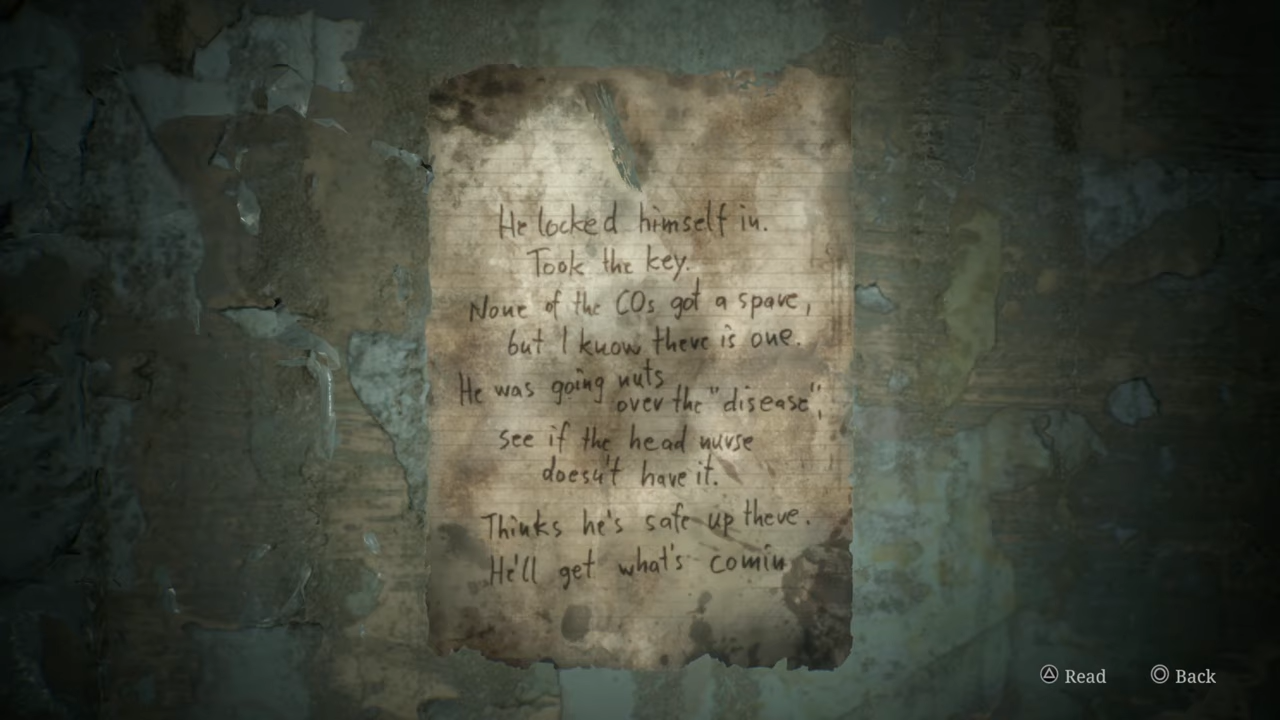 He locked himself in.
Took the key.
None of the COs got a spare,
but I know there is one.
He was going nuts
over the "disease",
see if the head nurse
doesn't have it.
Thinks he's safe up there.
He'll get what's comin
Read
Back